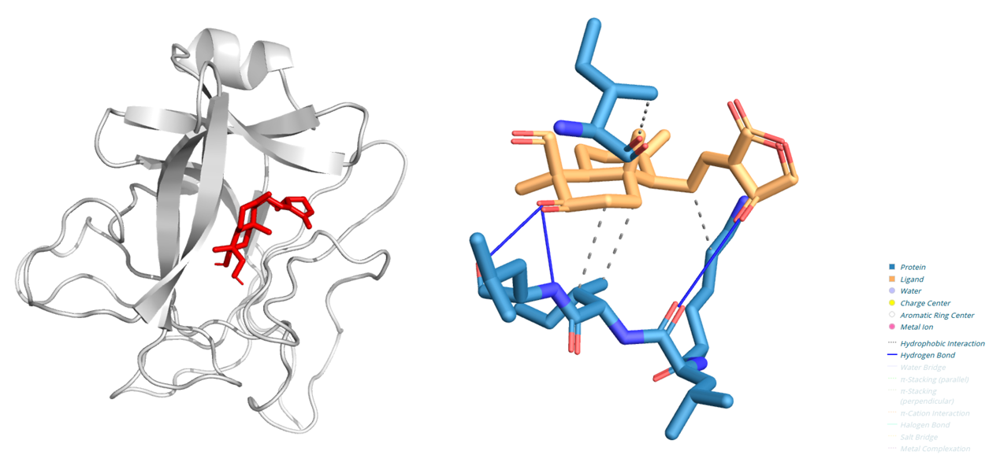 Protein
Ligand
Water
Charge Center
Aromatic Ring Center
Metal Ion
Hydrophobic Interaction
Hydrogen Bond
Water Bridge
π-Stacking (parallel)
π-Stacking
(perpendicular)
π-Cation Interaction
Halogen Bond
Salt Bridge
Metal Complexation